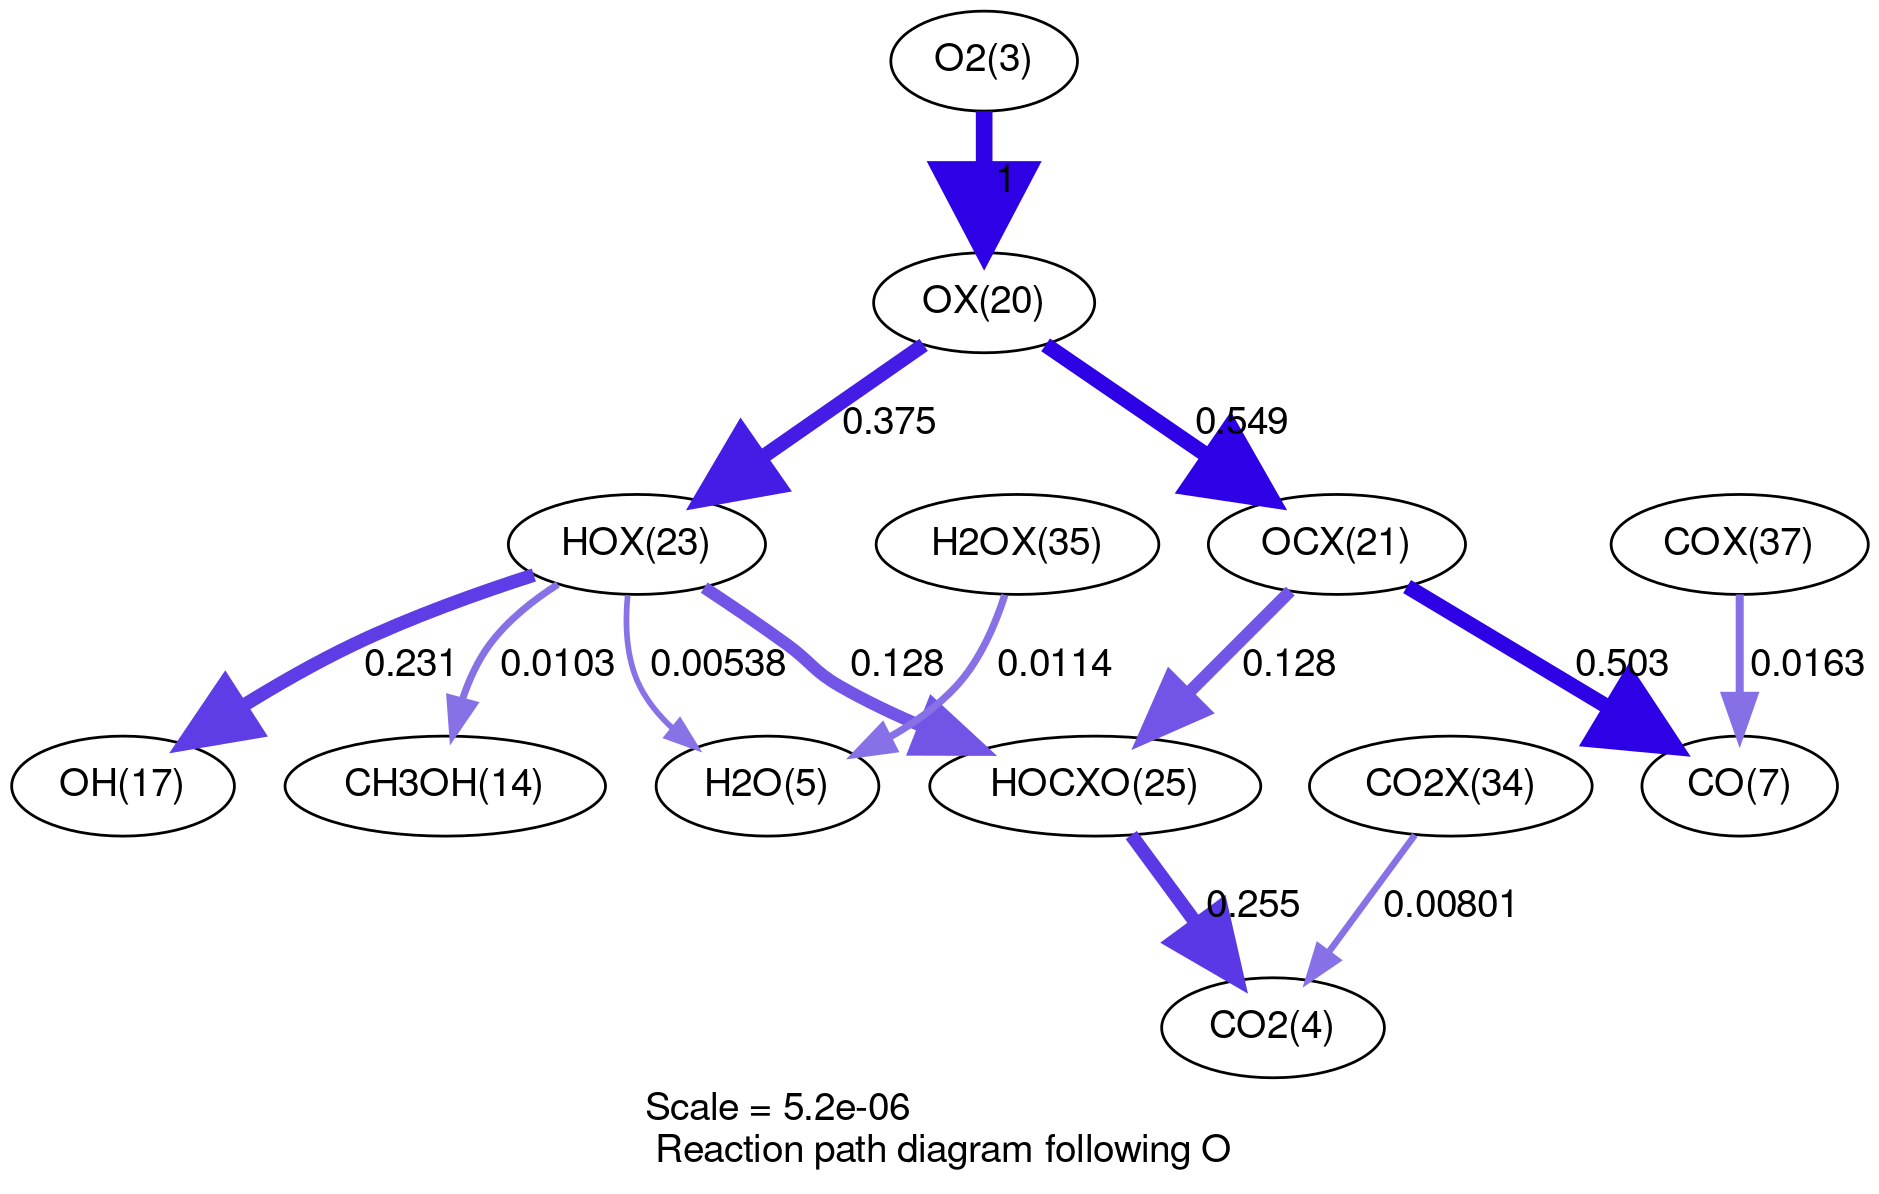 O2(3)
1
OX(20)
0.375
0.549
HOX(23)
H2OX(35)
OCX(21)
COX(37)
0.231
0.0103
0.00538
0.128
0.0114
0.128
0.503
0.0163
OH(17)
CH3OH(14)
H2O(5)
HOCXO(25)
CO2X(34)
CO(7)
0.255
0.00801
CO2(4)
Scale = 5.2e-06
Reaction path diagram following O